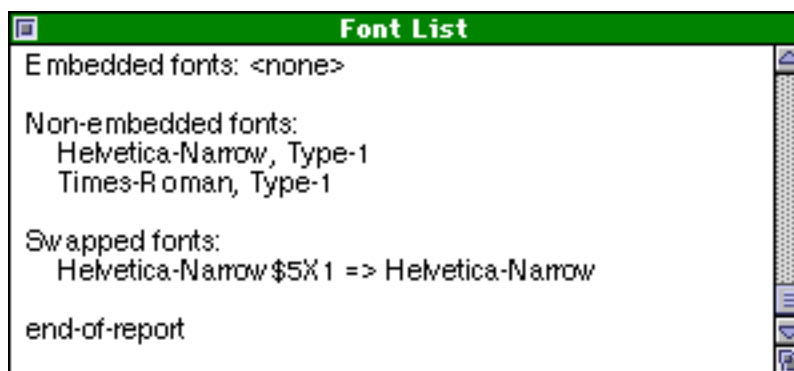 Font List
Embedded fonts: <none>
Non-embedded fonts:
Helvetica-Narrow, Type-1
Times-Roman, Type-1
Swapped fonts:
Helvetica-Narrow$5X1 => Helvetica-Narrow
end-of-report